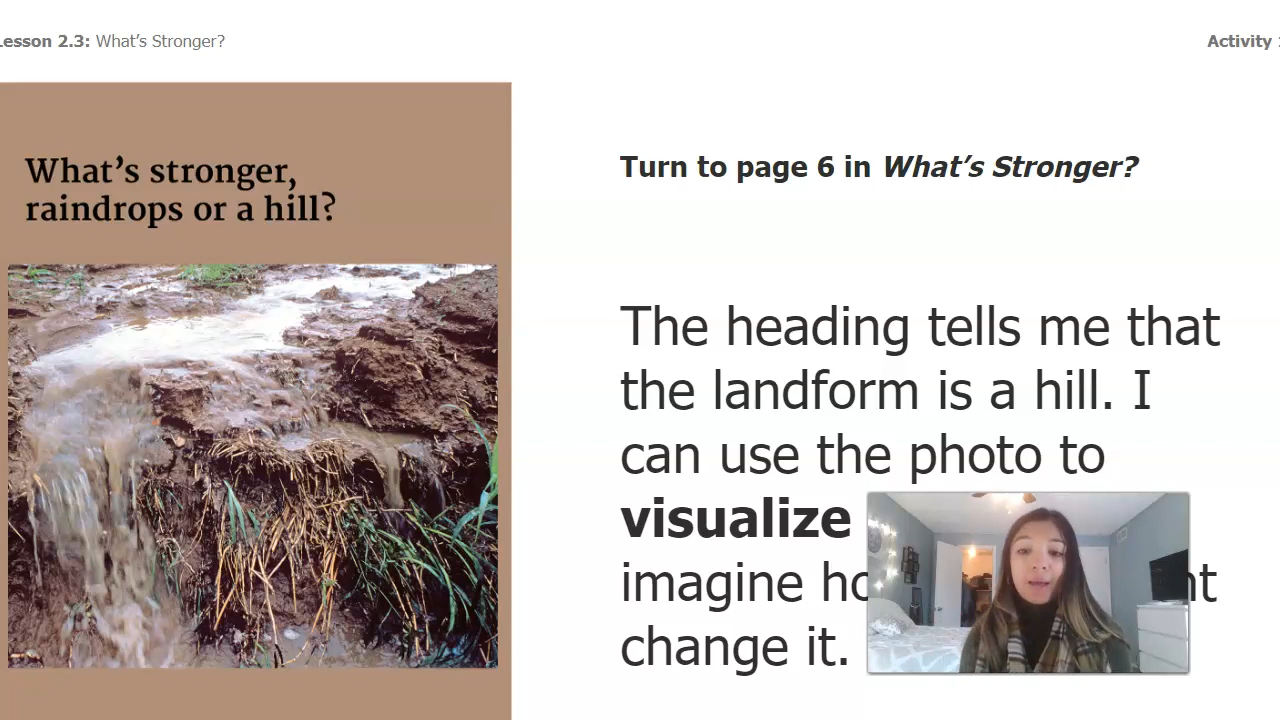 Lesson 2.3: What's Stronger?
Activity
What's stronger,
raindrops or a hill?
Turn to page 6 in What's Stronger?
The heading tells me that
the landform is a hill. I
can use the photo to
visualize
imagine
change it.